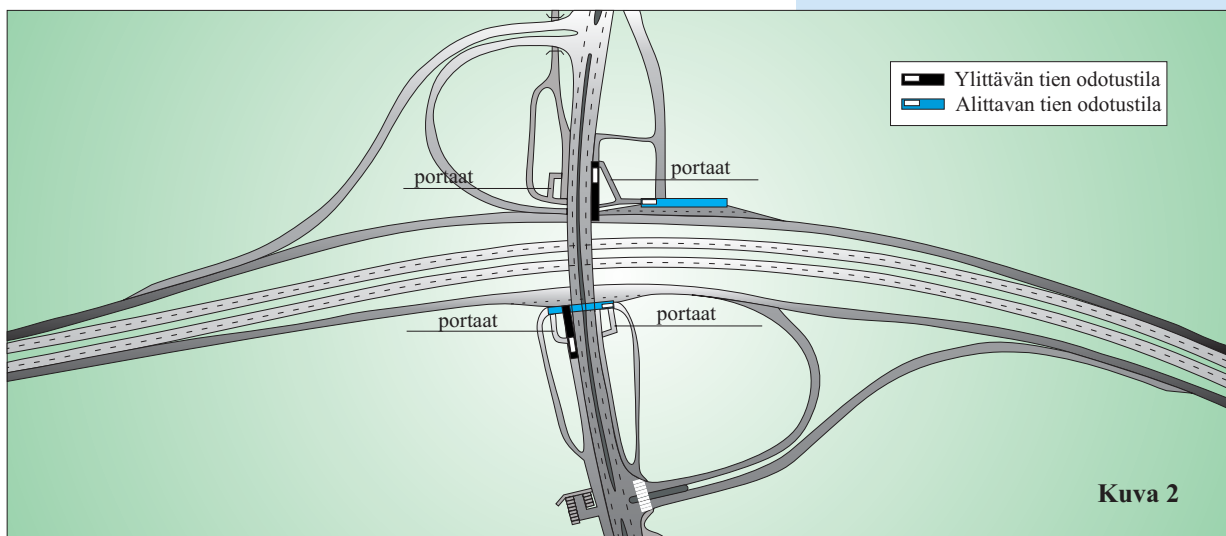 Ylittävän tien odotustila
Alittavan tien odotustila
portaat
portaat
portaat
portaat
Kuva 2